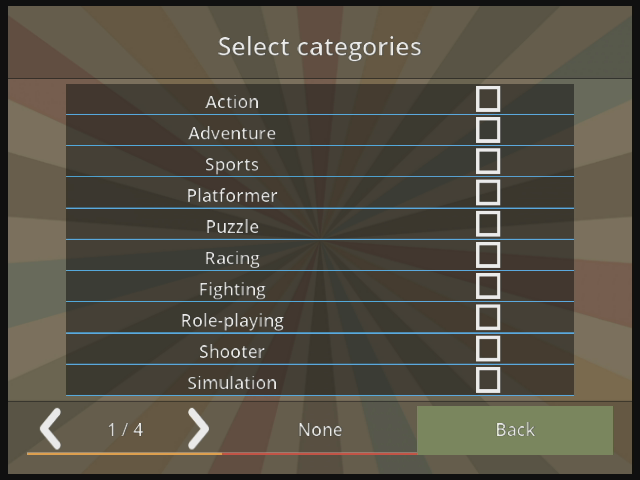 Select categories
Action
Adventure
Sports
Platformer
Puzzle
Racing
Fighting
Role-playing
Shooter
Simulation
1 / 4 None Back